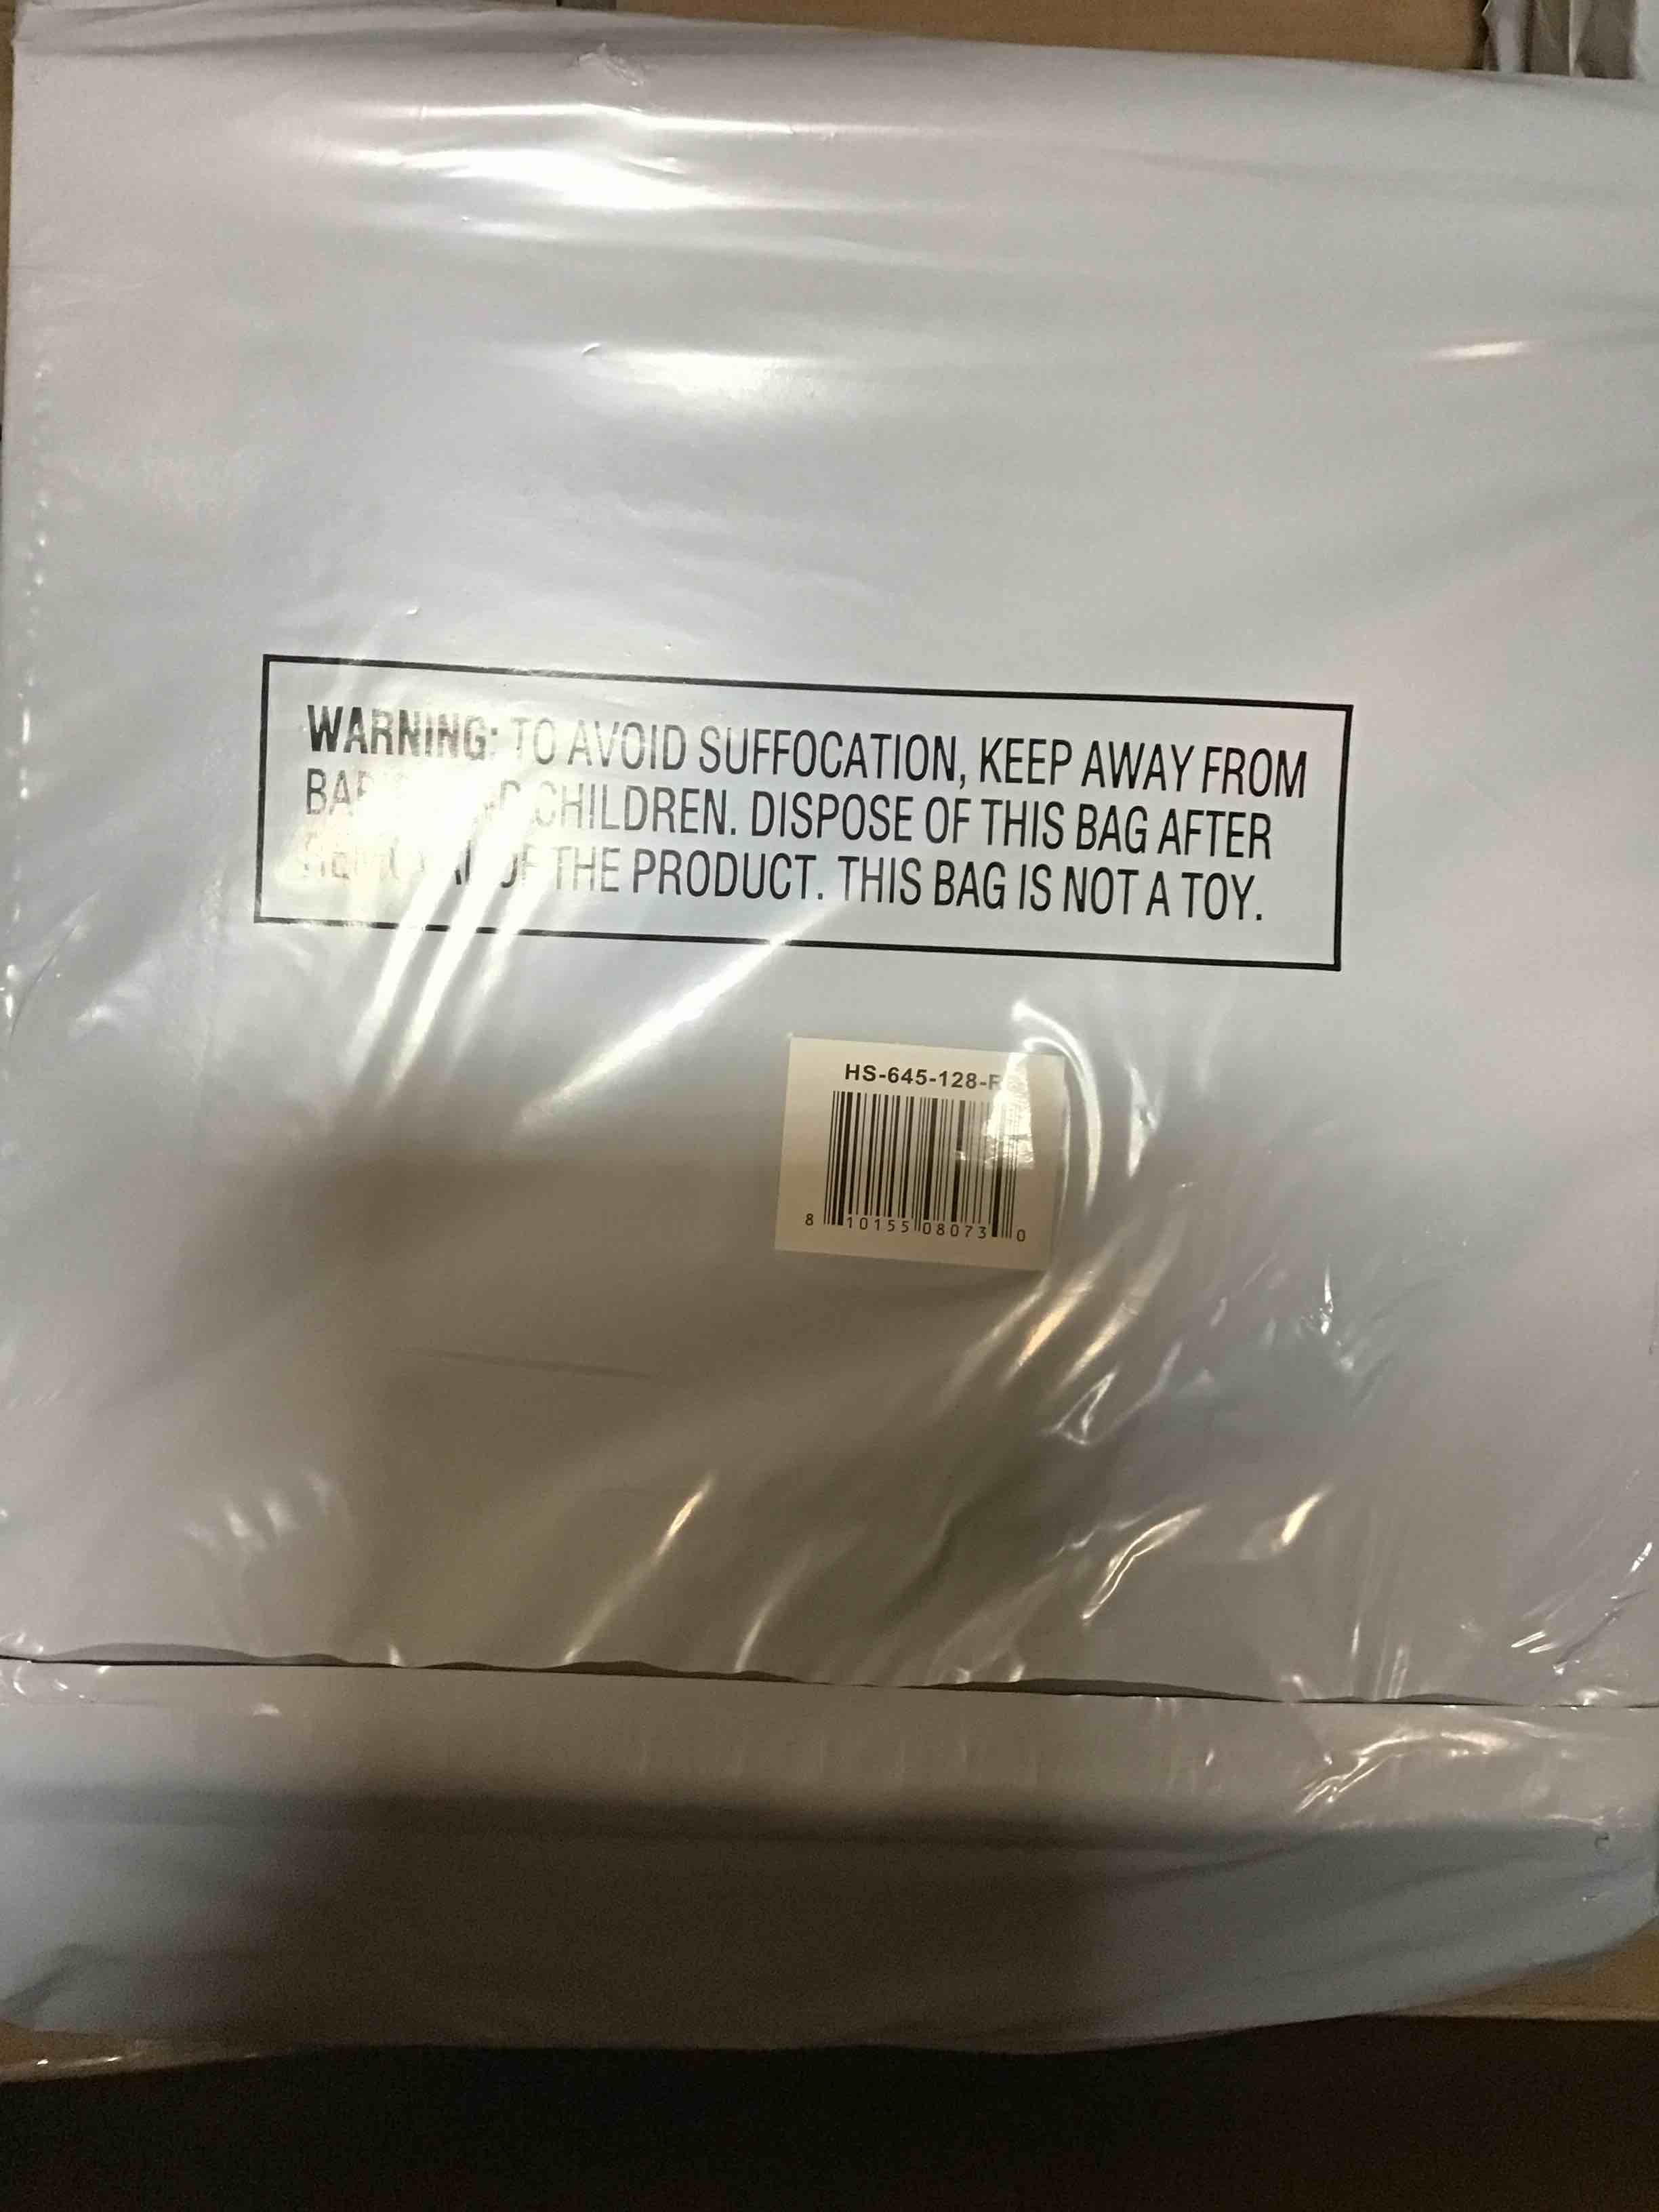 WARNING: TO AVOID SUFFOCATION, KEEP AWAY FROM
CHILDREN. DISPOSE OF THIS BAG AFTER
OF THE PRODUCT. THIS BAG IS NOT A TOY.
HS-645-128-
8 10155 08073 0